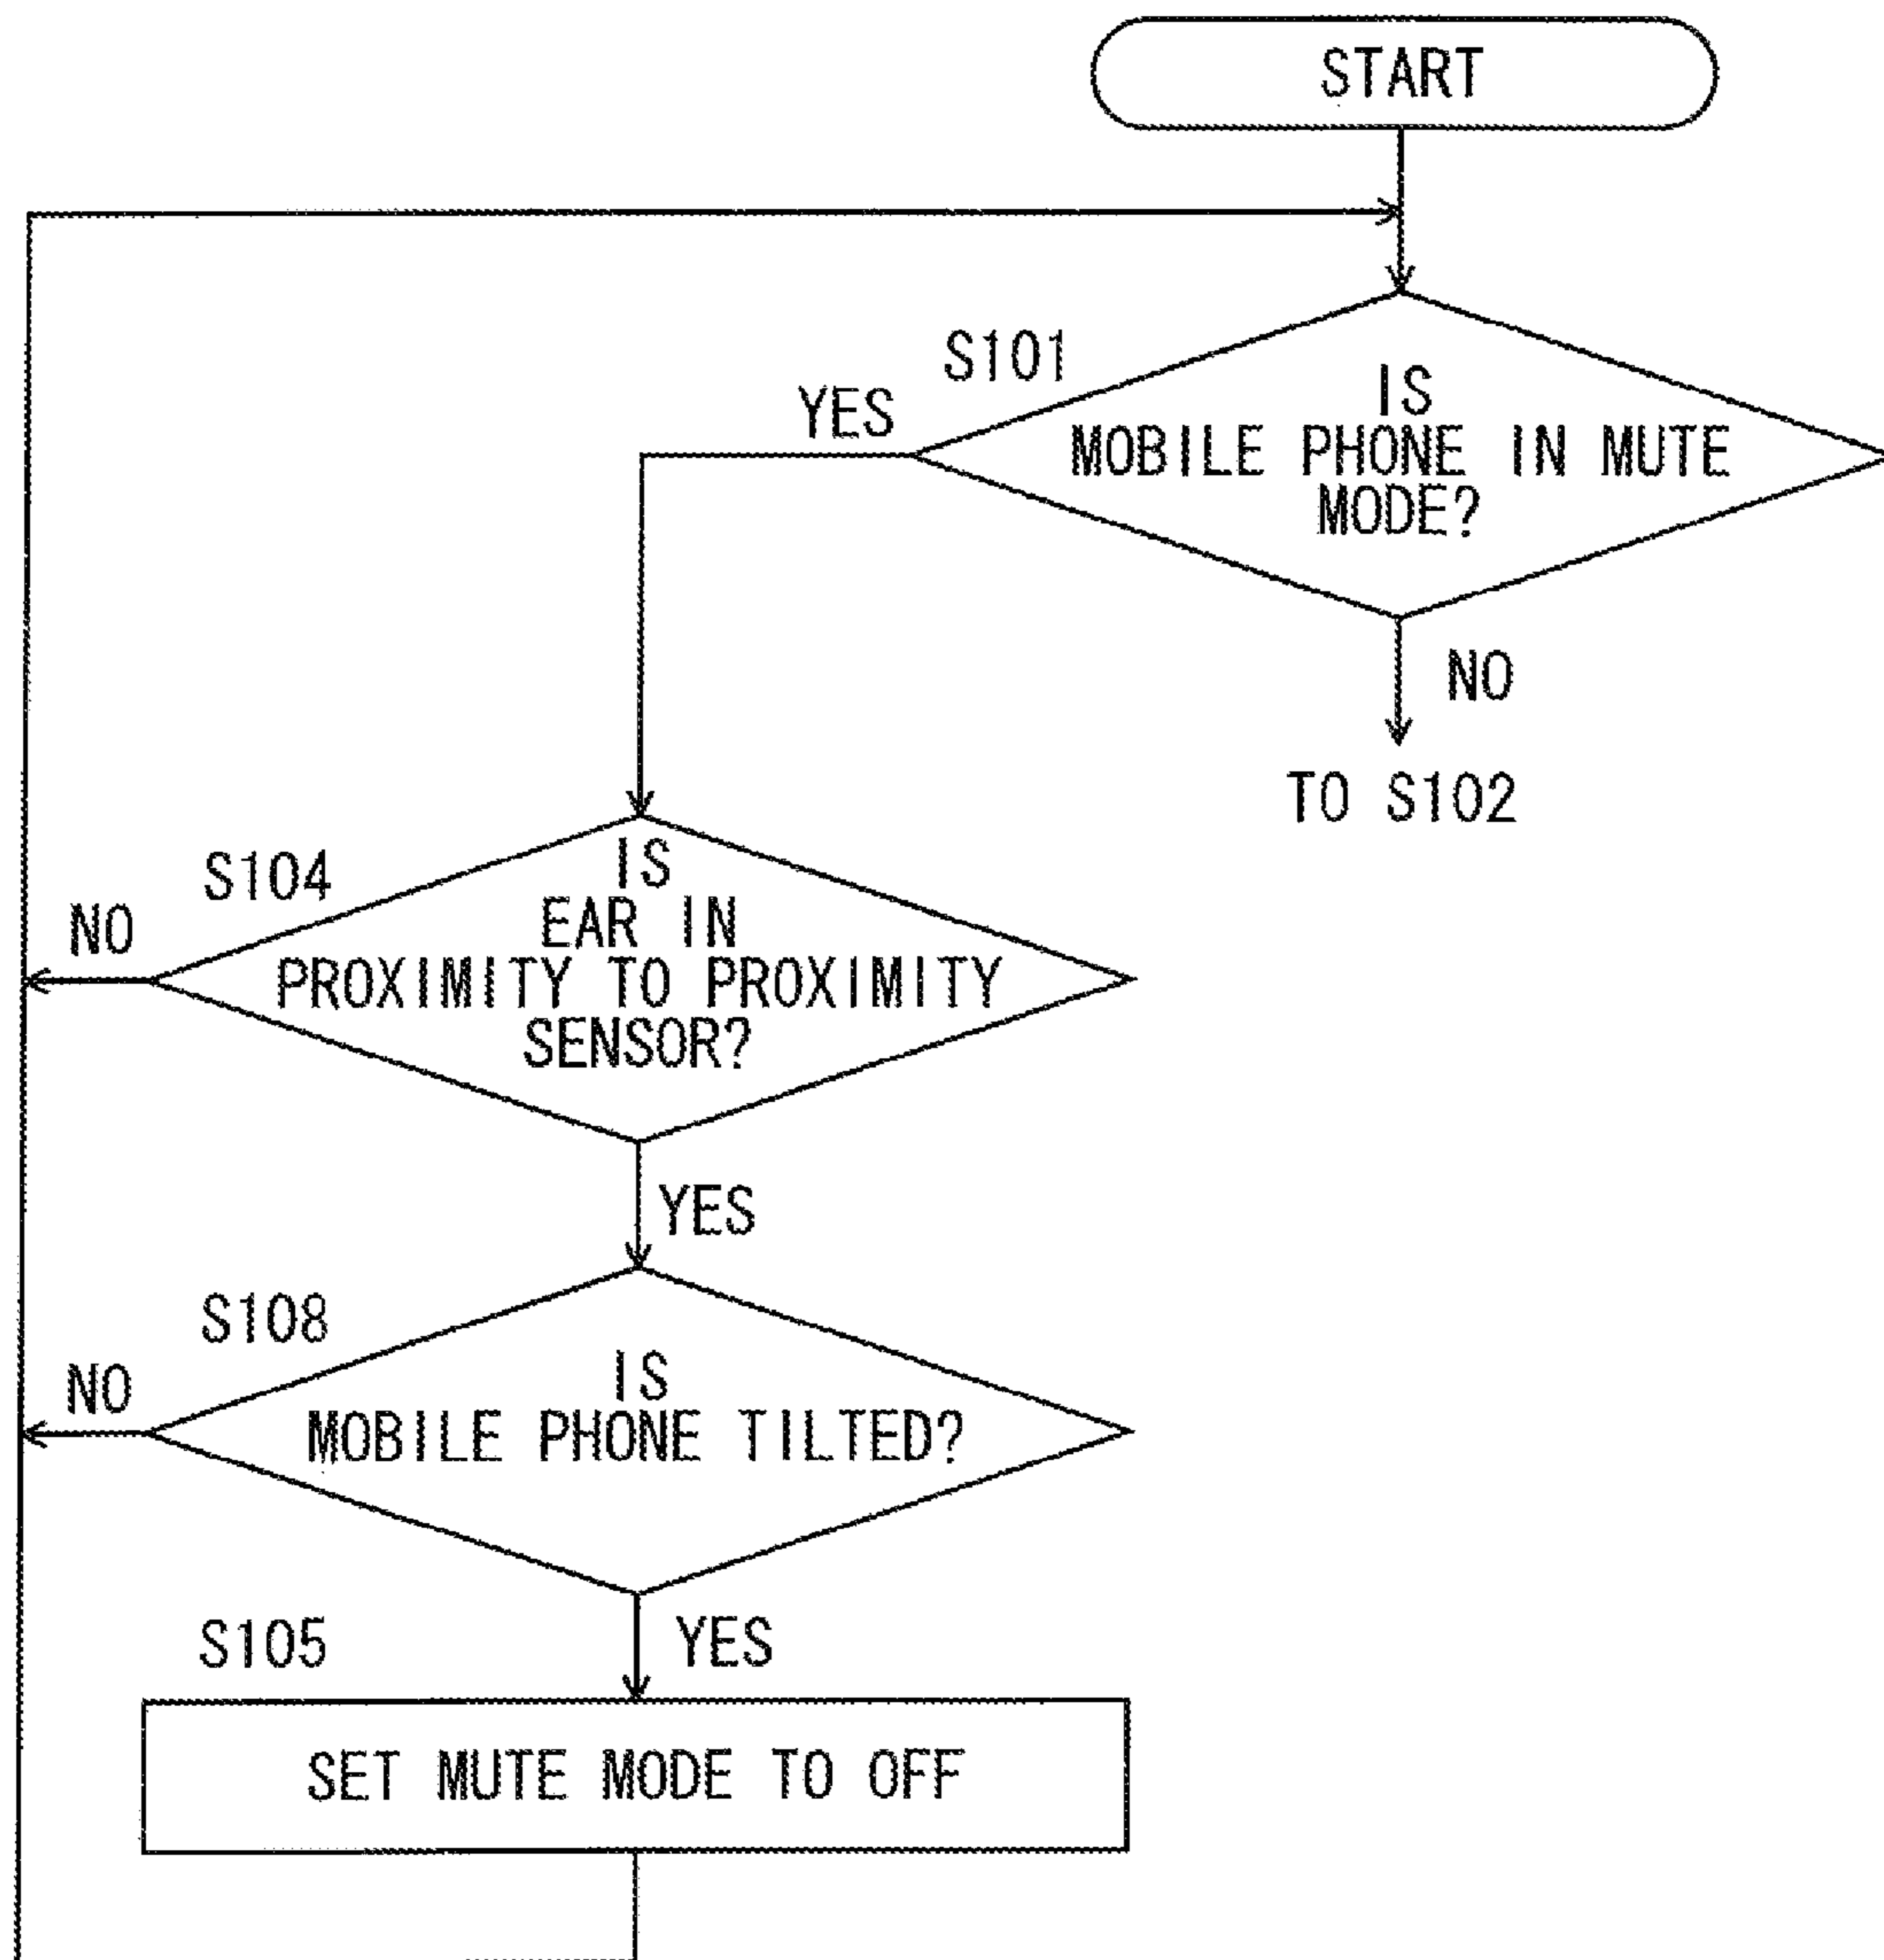 START
S101
YES
IS
MOBILE PHONE IN MUTE
MODE?
NO
TO S102
S104
NO
IS
EAR IN
PROXIMITY TO PROXIMITY
SENSOR?
YES
S108
NO
IS
MOBILE PHONE TILTED?
S105
YES
SET MUTE MODE TO OFF